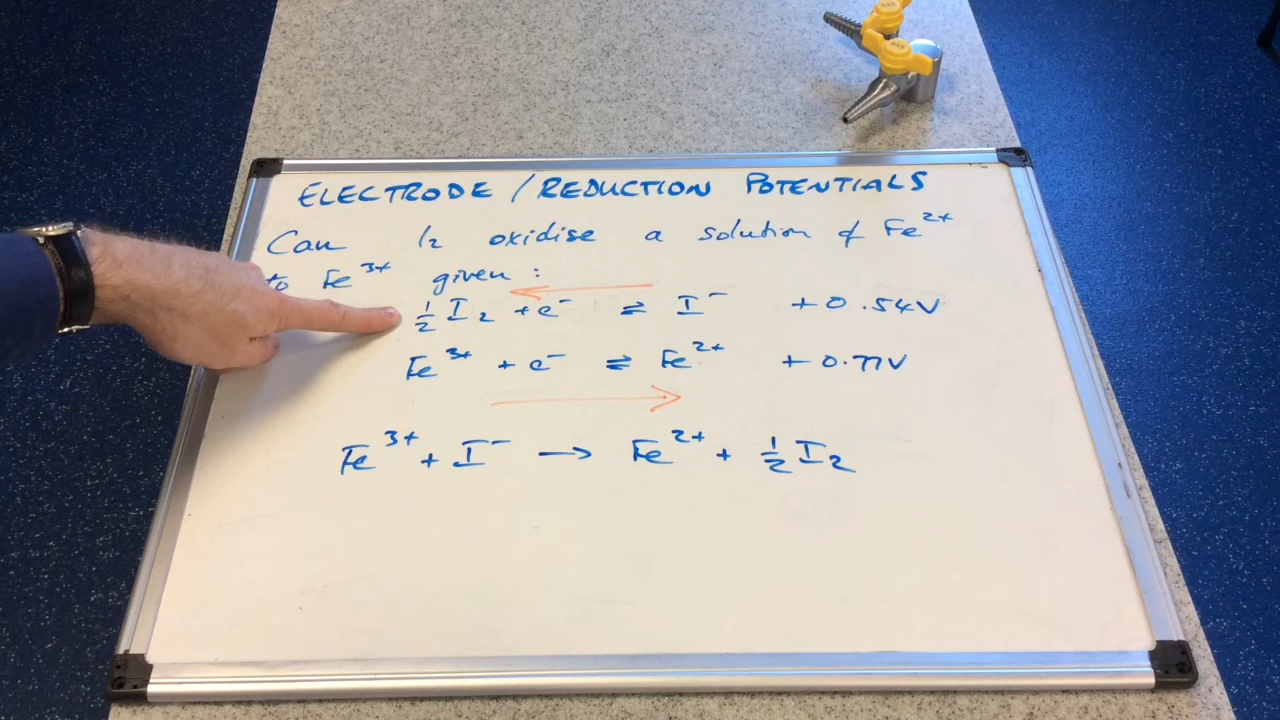 ELECTRODE / REDUCTION POTENTIALS
Can I₂ oxidise a solution of Fe²⁺
to Fe³⁺ given :
½ I₂ + e⁻ ⇌ I⁻ + 0.54V
Fe³⁺ + e⁻ ⇌ Fe²⁺ + 0.77V
Fe³⁺ + I⁻ → Fe²⁺ + ½ I₂